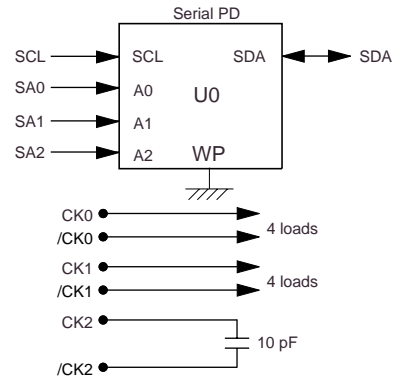 Serial PD
SCL SCL SDA SDA
SA0 A0 U0
SA1 A1
SA2 A2 WP
CK0
/CK0 4 loads
CK1
/CK1 4 loads
CK2
10 pF
/CK2